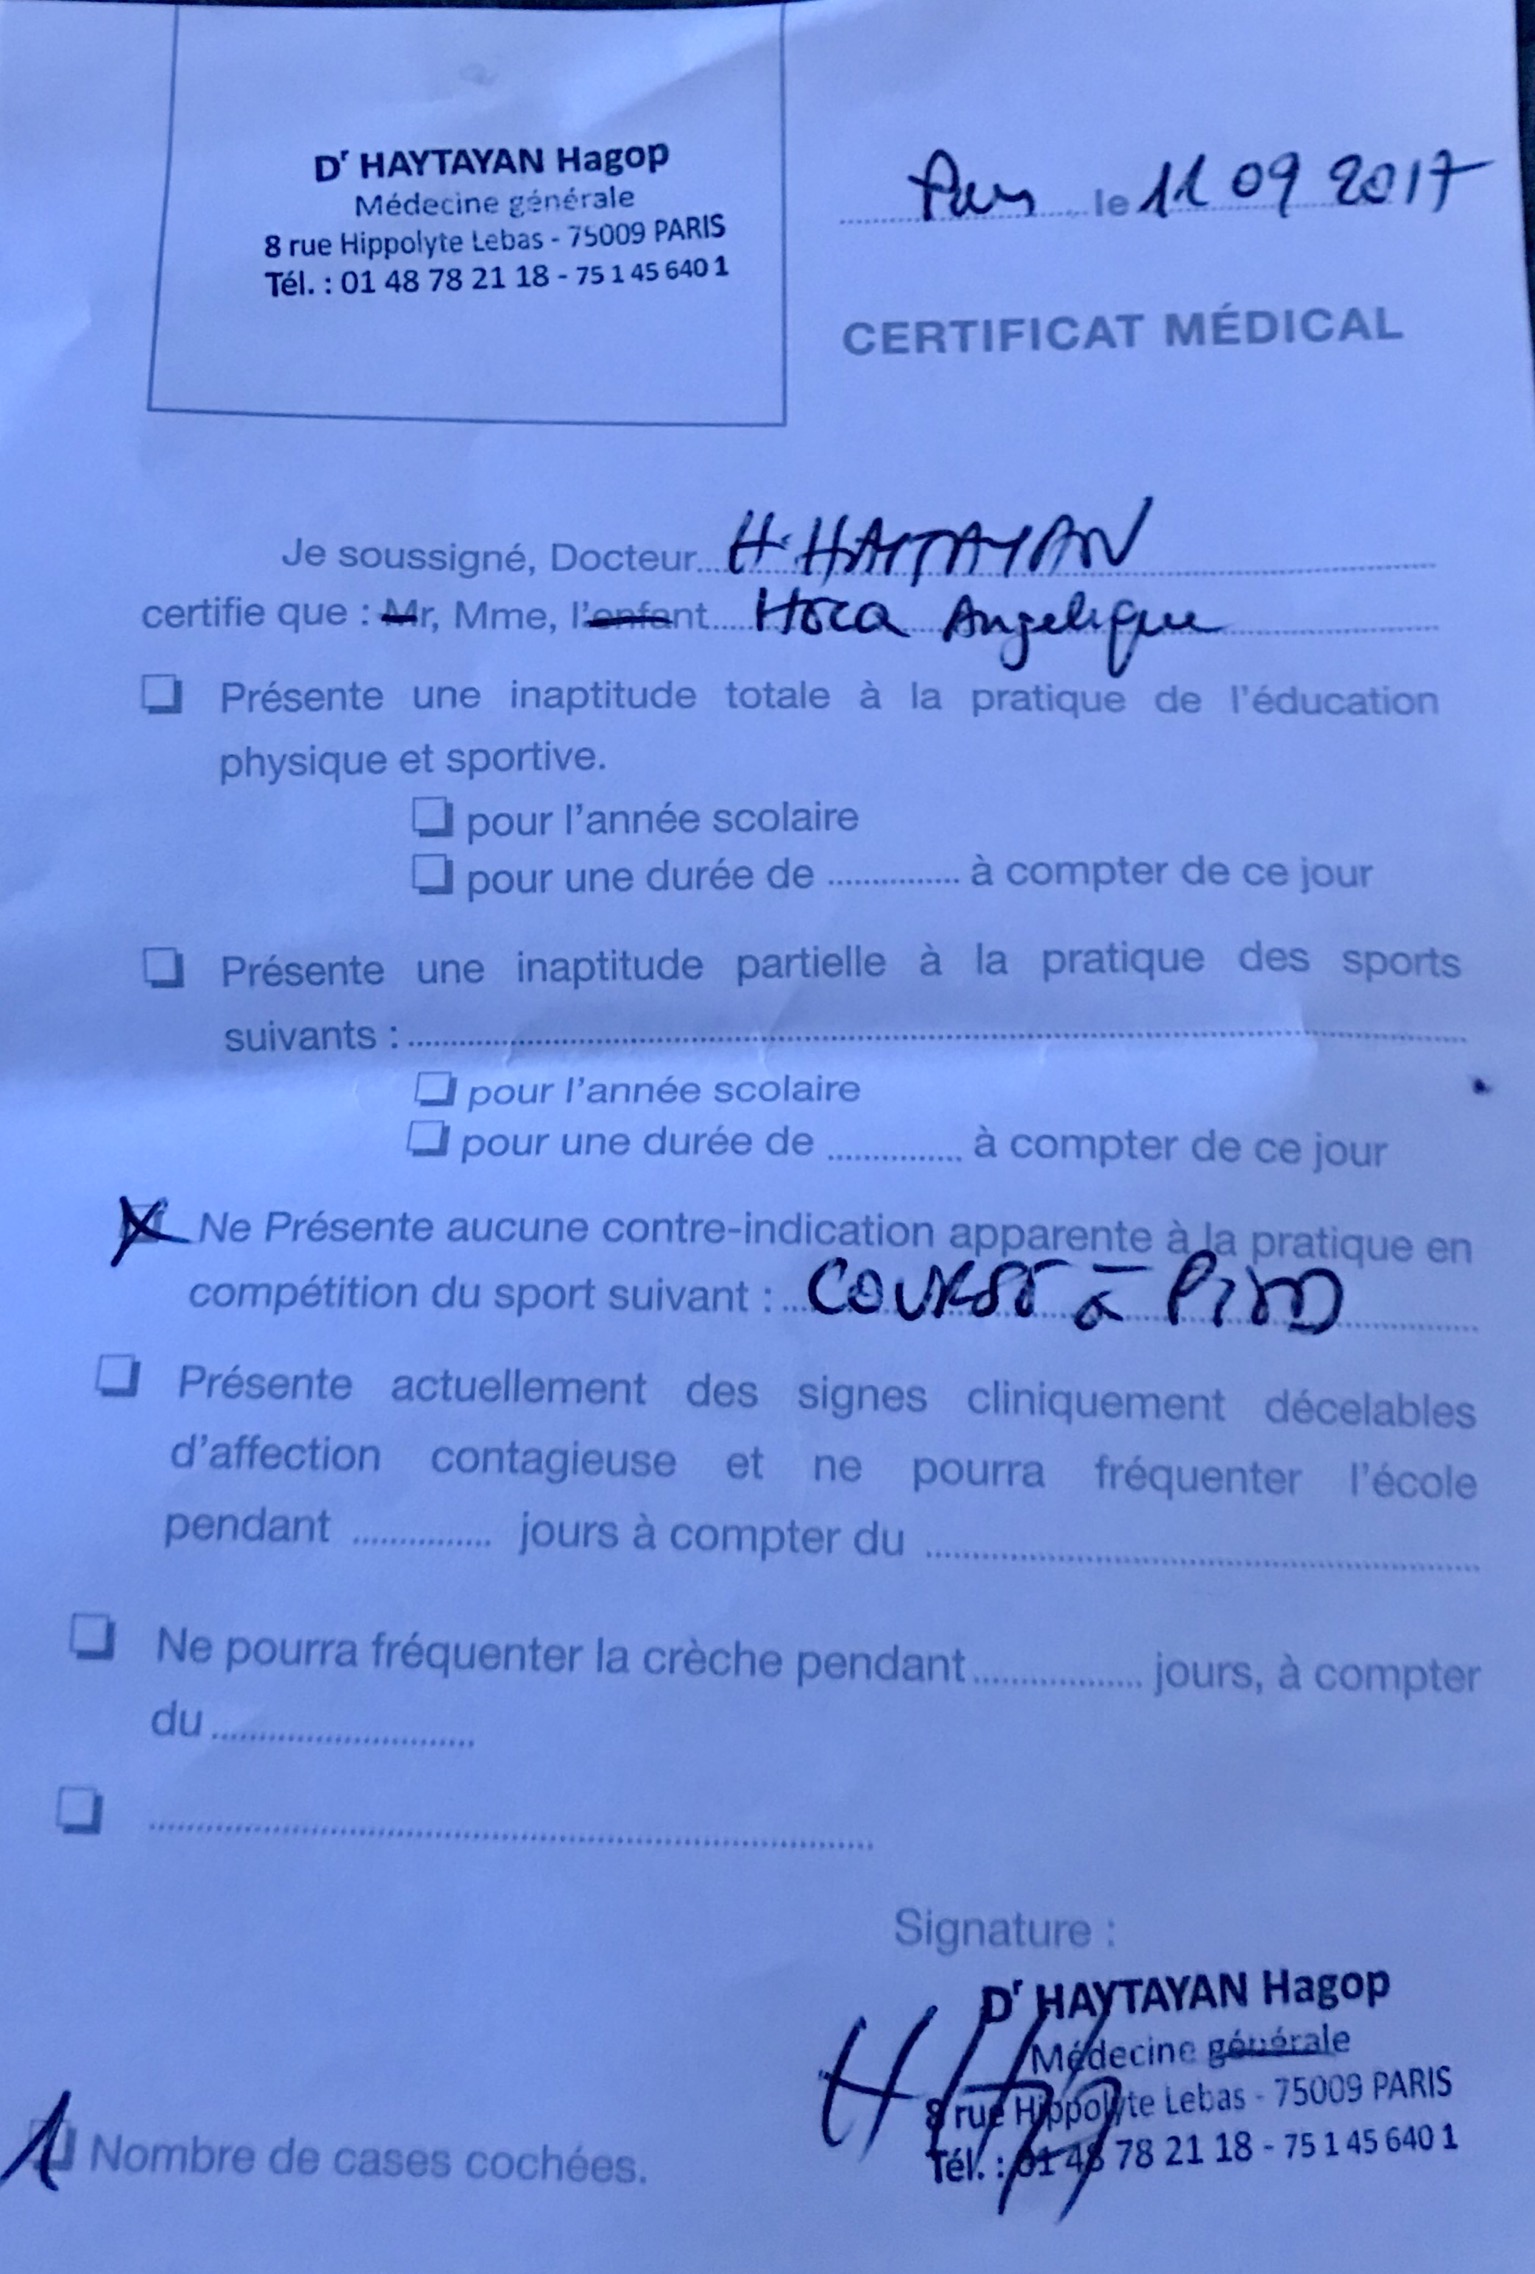 Dr HAYTAYAN Hagop
Médecine générale
8 rue Hippolyte Lebas - 75009 PARIS
Tél. : 01 48 78 21 18 - 75 1 45 640 1
Paris le 11 09 2017
CERTIFICAT MÉDICAL
Je soussigné, Docteur H. HAYTAYAN
certifie que : Mr, Mme, l'enfant Hoca Angelique
❏ Présente une inaptitude totale à la pratique de l'éducation
physique et sportive.
❏ pour l'année scolaire
❏ pour une durée de ............... à compter de ce jour
❏ Présente une inaptitude partielle à la pratique des sports
suivants : ...............
❏ pour l'année scolaire
❏ pour une durée de ............... à compter de ce jour
X Ne Présente aucune contre-indication apparente à la pratique en
compétition du sport suivant : COURSE à PIED
❏ Présente actuellement des signes cliniquement décelables
d'affection contagieuse et ne pourra fréquenter l'école
pendant ............... jours à compter du ...............
❏ Ne pourra fréquenter la crèche pendant ............... jours, à compter
du ...............
❏ ...............
Signature :
Dr HAYTAYAN Hagop
Médecine générale
8 rue Hippolyte Lebas - 75009 PARIS
Tél. : 01 48 78 21 18 - 75 1 45 640 1
1 Nombre de cases cochées.